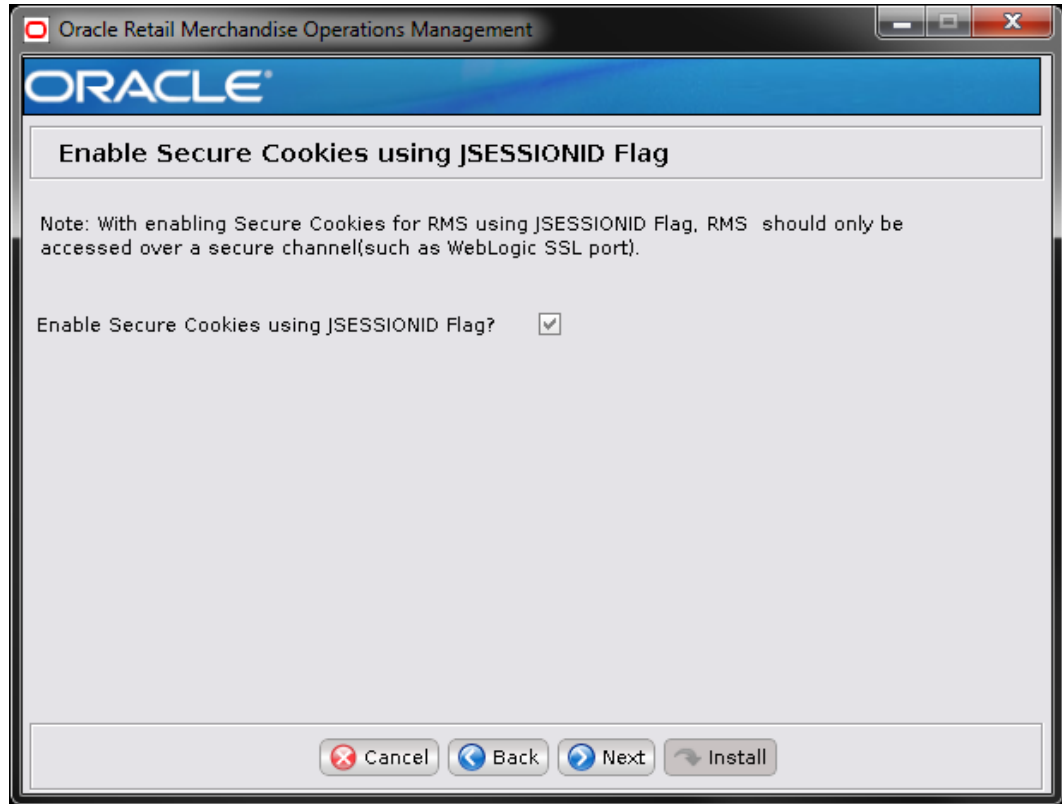 Oracle Retail Merchandise Operations Management
ORACLE®
Enable Secure Cookies using JSESSIONID Flag
Note: With enabling Secure Cookies for RMS using JSESSIONID Flag, RMS  should only be
accessed over a secure channel(such as WebLogic SSL port).
Enable Secure Cookies using JSESSIONID Flag?
Cancel Back Next Install